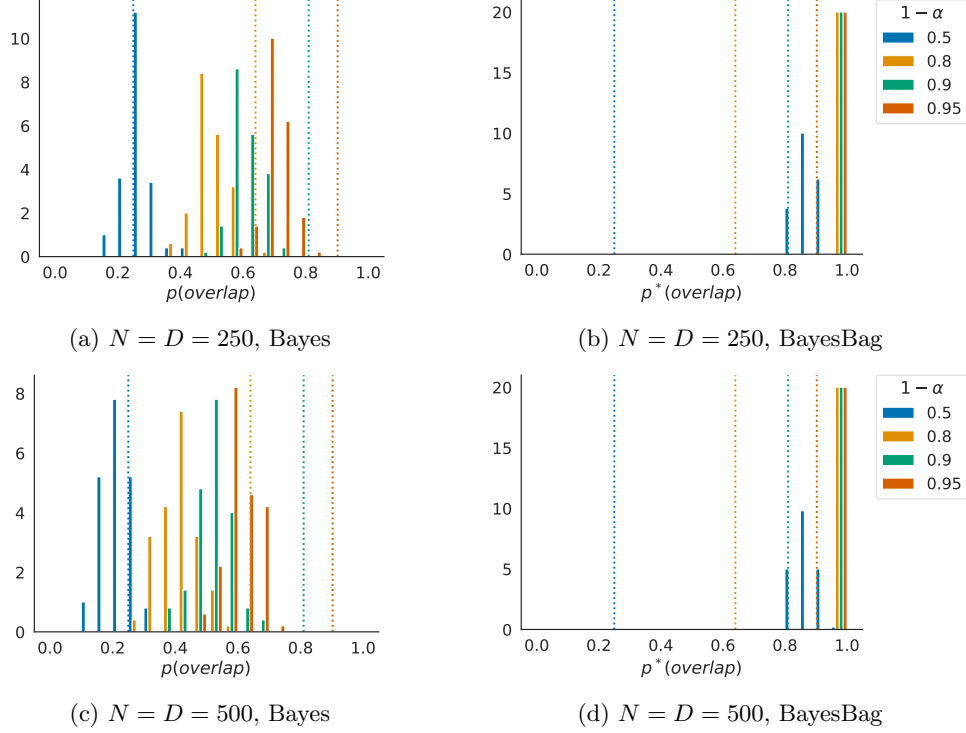 10
8
6
4
2
0
0.0 0.2 0.4 0.6 0.8 1.0
p(overlap)
(a) N = D = 250, Bayes
20
15
10
5
0
0.0 0.2 0.4 0.6 0.8 1.0
p*(overlap)
1 − α
0.5
0.8
0.9
0.95
(b) N = D = 250, BayesBag
8
6
4
2
0
0.0 0.2 0.4 0.6 0.8 1.0
p(overlap)
(c) N = D = 500, Bayes
20
15
10
5
0
0.0 0.2 0.4 0.6 0.8 1.0
p*(overlap)
1 − α
0.5
0.8
0.9
0.95
(d) N = D = 500, BayesBag